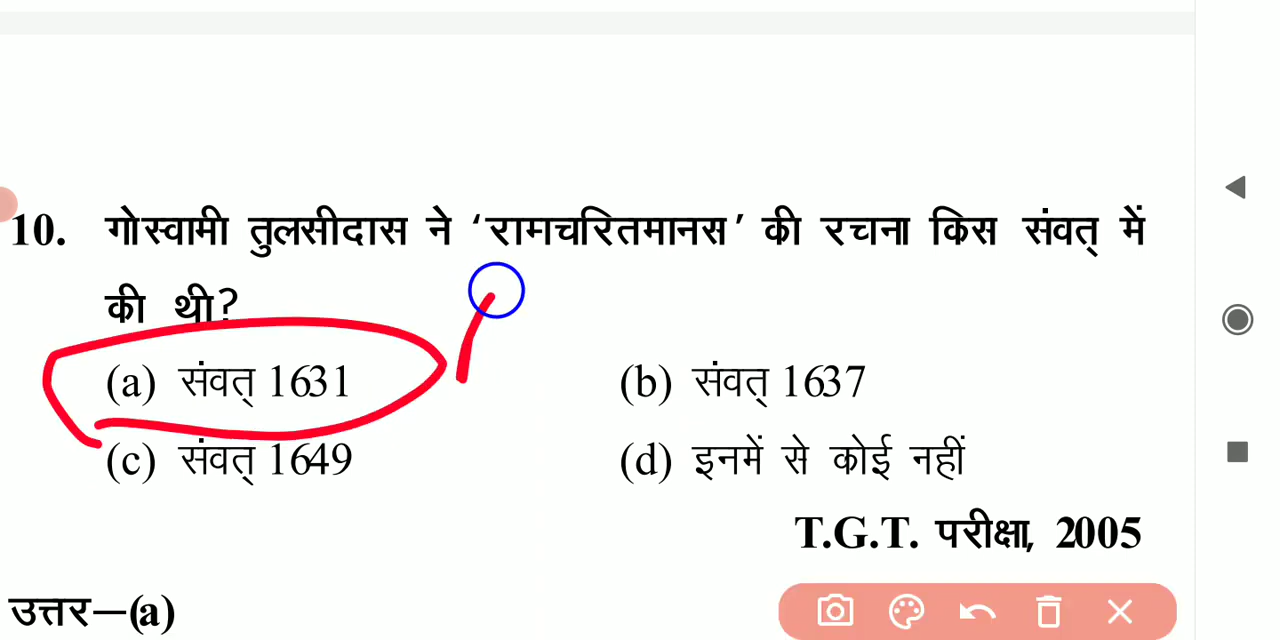 10. गोस्वामी तुलसीदास ने ‘रामचरितमानस’ की रचना किस संवत् में
की थी?
(a) संवत् 1631 (b) संवत् 1637
(c) संवत् 1649 (d) इनमें से कोई नहीं
T.G.T. परीक्षा, 2005
उत्तर—(a)